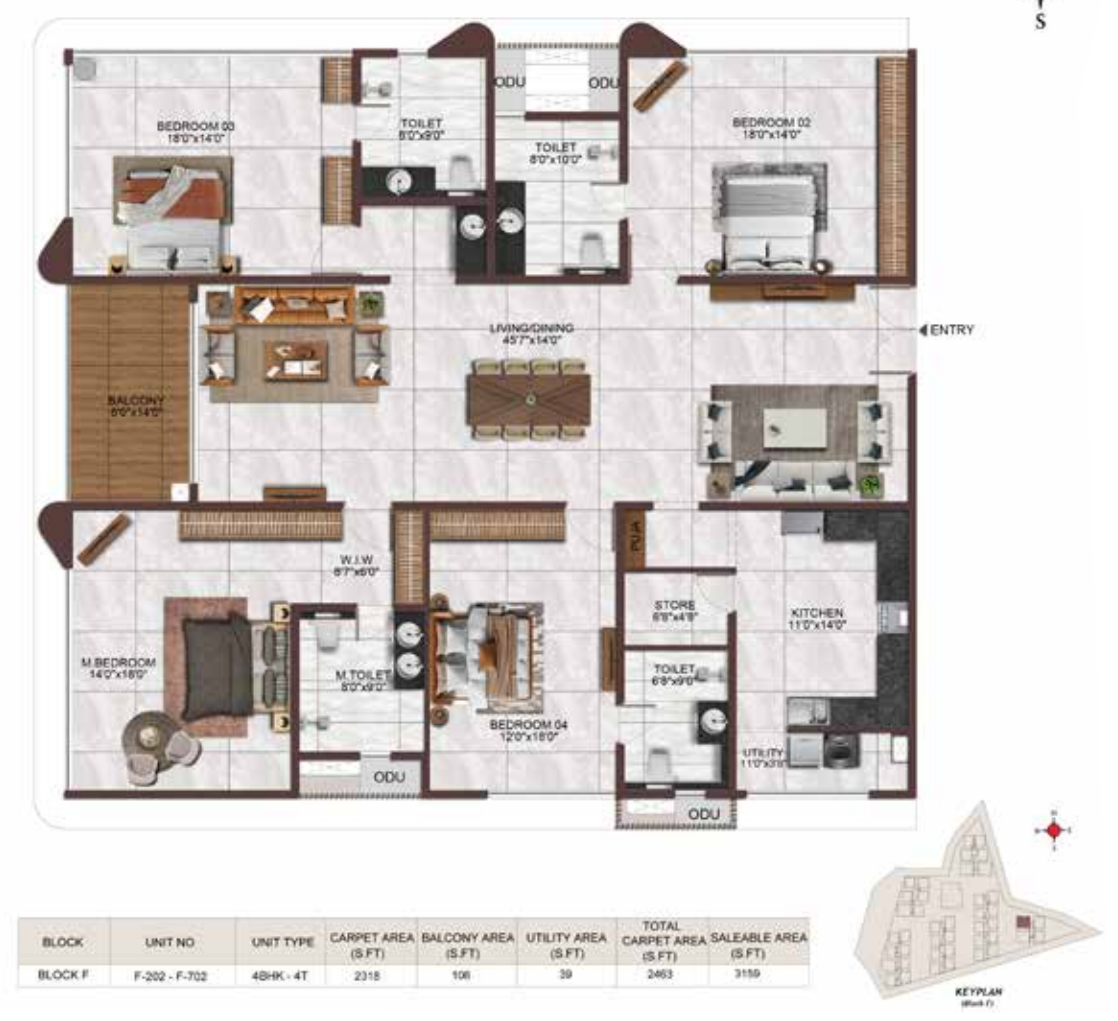 S
BEDROOM 03
18'0"x14'0"
TOILET
6'0"x9'0"
ODU
ODU
TOILET
8'0"x10'0"
BEDROOM 02
18'0"x14'0"
LIVING/DINING
45'7"x14'0"
ENTRY
BALCONY
8'0"x14'0"
W.I.W
8'7"x6'0"
PUJA
STORE
6'8"x4'8"
KITCHEN
11'0"x14'0"
M.BEDROOM
14'0"x18'0"
M.TOILET
8'0"x9'0"
TOILET
6'8"x9'0"
BEDROOM 04
12'0"x18'0"
UTILITY
ODU
ODU
BLOCK UNIT NO UNIT TYPE CARPET AREA (S.FT) BALCONY AREA (S.FT) UTILITY AREA (S.FT) TOTAL CARPET AREA (S.FT) SALEABLE AREA (S.FT)
BLOCK F F-202 - F-702 4BHK - 4T 2318 106 39 2463 3159
KEYPLAN
(Block F)